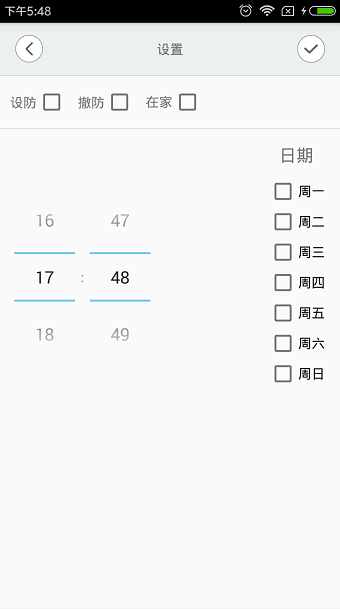 下午5:48
设置
设防 撤防 在家
日期
周一
周二
周三
周四
周五
周六
周日
16 47
17 : 48
18 49